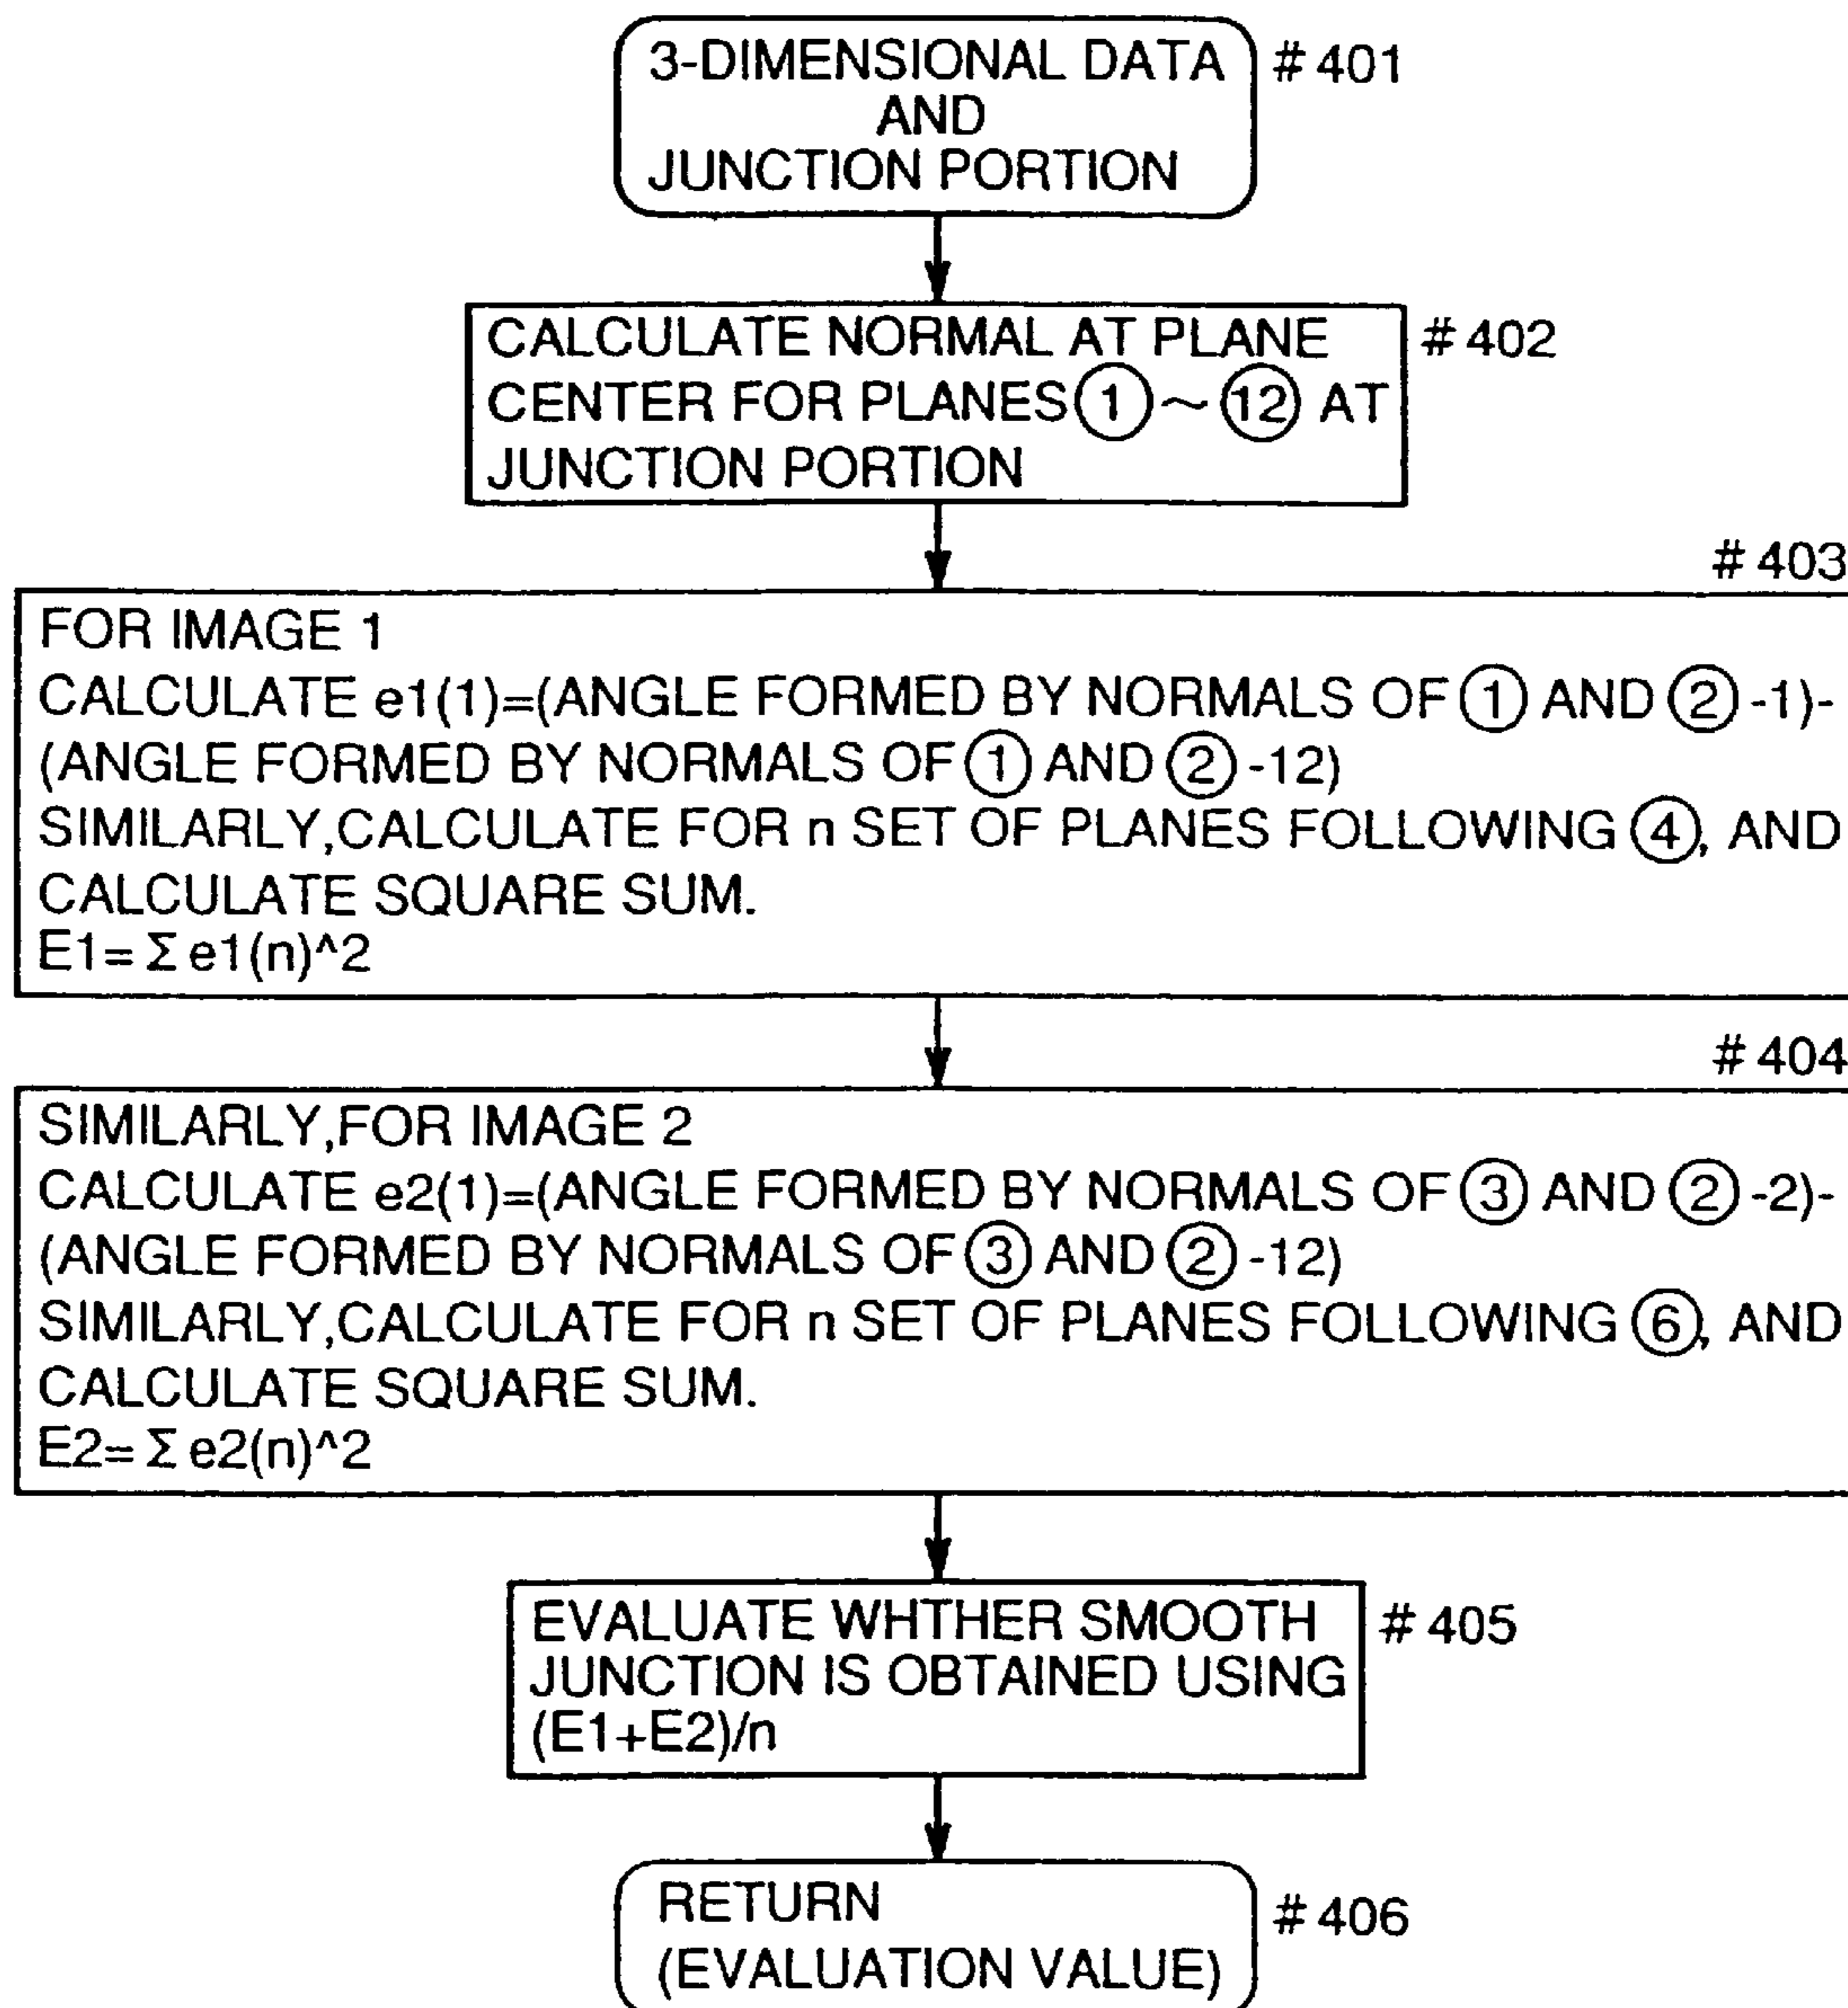 3-DIMENSIONAL DATA
AND
JUNCTION PORTION
#401
CALCULATE NORMAL AT PLANE
CENTER FOR PLANES ① ~ ⑫ AT
JUNCTION PORTION
#402
#403
FOR IMAGE 1
CALCULATE e1(1)=(ANGLE FORMED BY NORMALS OF ① AND ② -1)-
(ANGLE FORMED BY NORMALS OF ① AND ② -12)
SIMILARLY,CALCULATE FOR n SET OF PLANES FOLLOWING ④, AND
CALCULATE SQUARE SUM.
E1=Σ e1(n)^2
#404
SIMILARLY,FOR IMAGE 2
CALCULATE e2(1)=(ANGLE FORMED BY NORMALS OF ③ AND ② -2)-
(ANGLE FORMED BY NORMALS OF ③ AND ② -12)
SIMILARLY,CALCULATE FOR n SET OF PLANES FOLLOWING ⑥, AND
CALCULATE SQUARE SUM.
E2=Σ e2(n)^2
EVALUATE WHTHER SMOOTH
JUNCTION IS OBTAINED USING
(E1+E2)/n
#405
RETURN
(EVALUATION VALUE)
#406